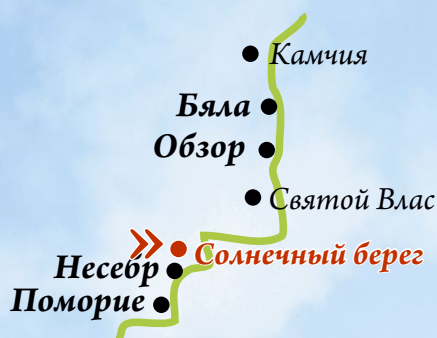 Камчия
Бяла
Обзор
Святой Влас
Солнечный берег
Несебр
Поморие